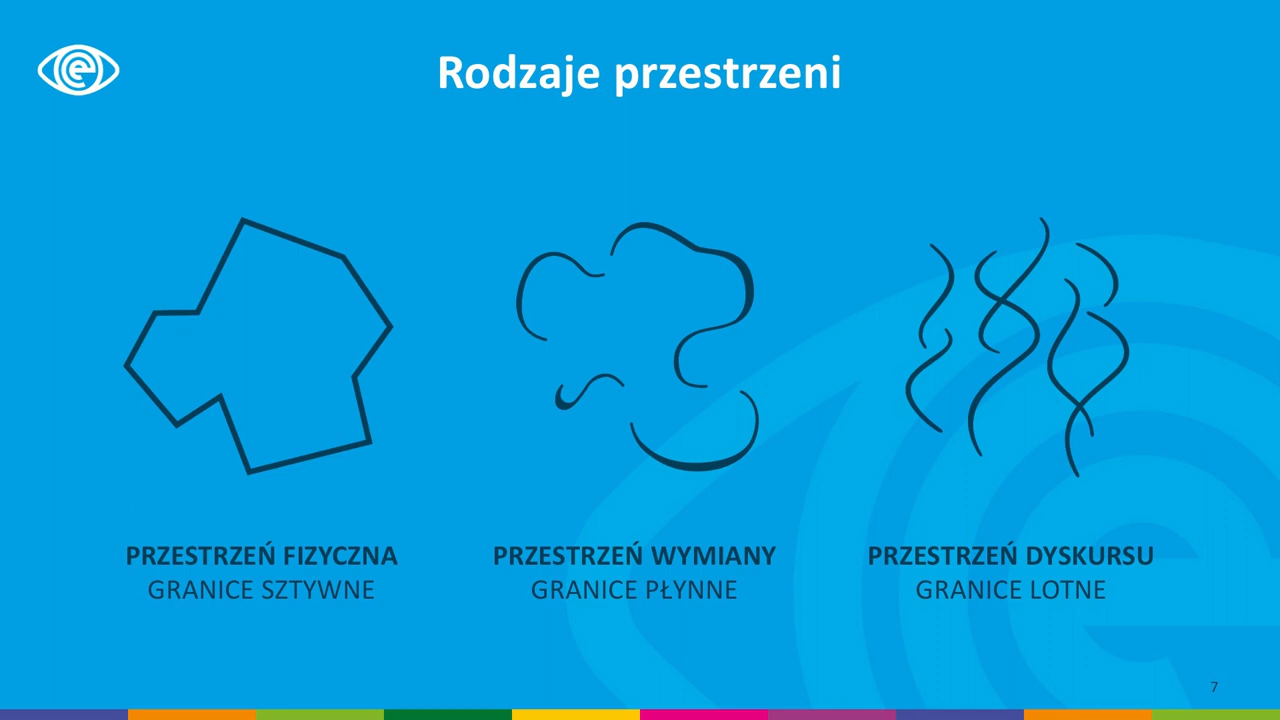 Rodzaje przestrzeni
PRZESTRZEŃ FIZYCZNA
GRANICE SZTYWNE
PRZESTRZEŃ WYMIANY
GRANICE PŁYNNE
PRZESTRZEŃ DYSKURSU
GRANICE LOTNE
7